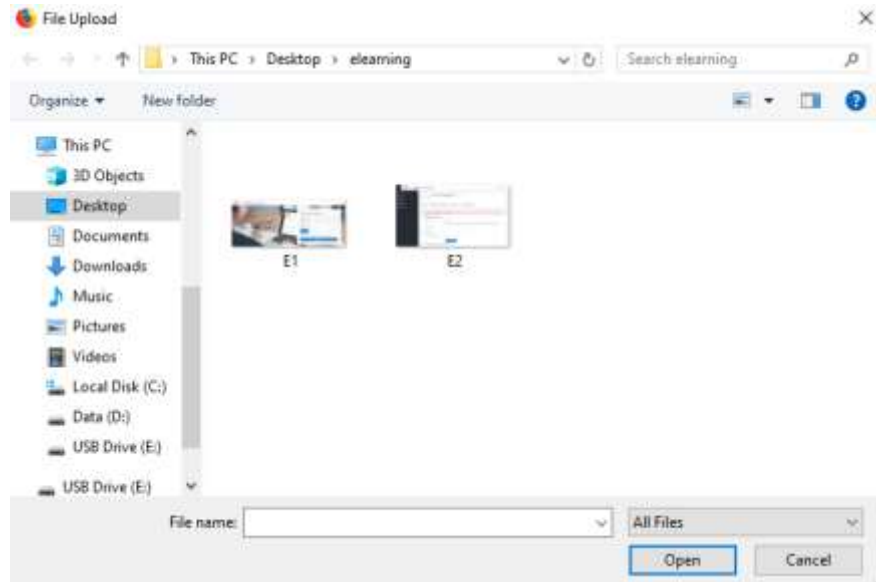 File Upload
This PC > Desktop > elearning
Search elearning
Organize
New folder
This PC
3D Objects
Desktop
Documents
Downloads
Music
Pictures
Videos
Local Disk (C:)
Data (D:)
USB Drive (E:)
USB Drive (E:)
E1
E2
File name:
All Files
Open
Cancel